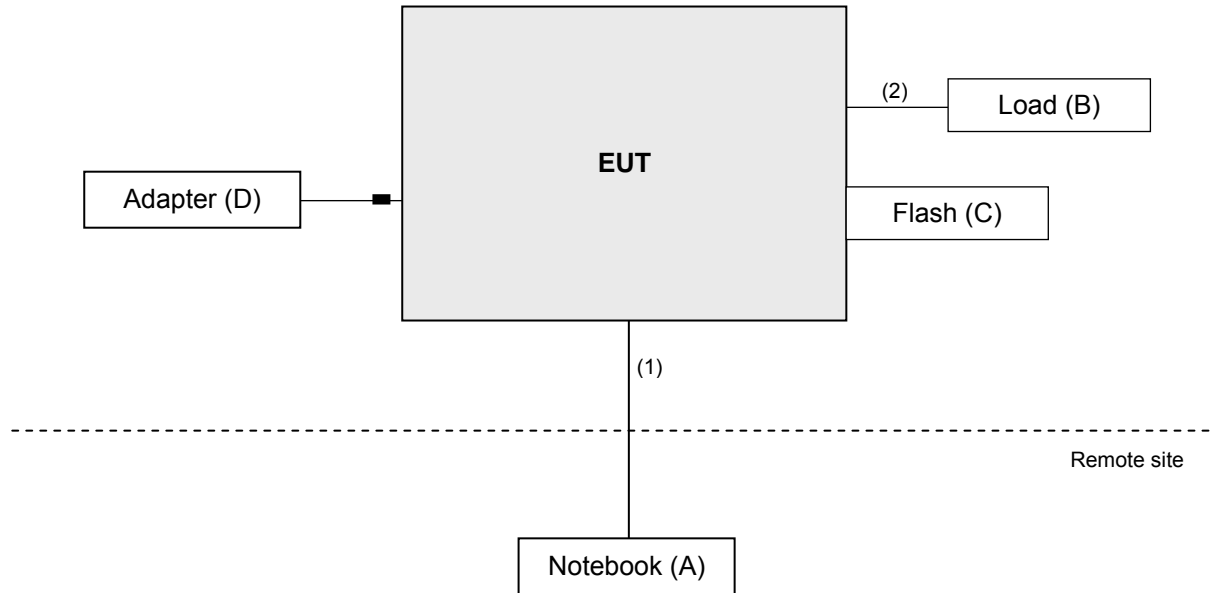 (2)
Load (B)
EUT
Adapter (D)
Flash (C)
(1)
Remote site
Notebook (A)